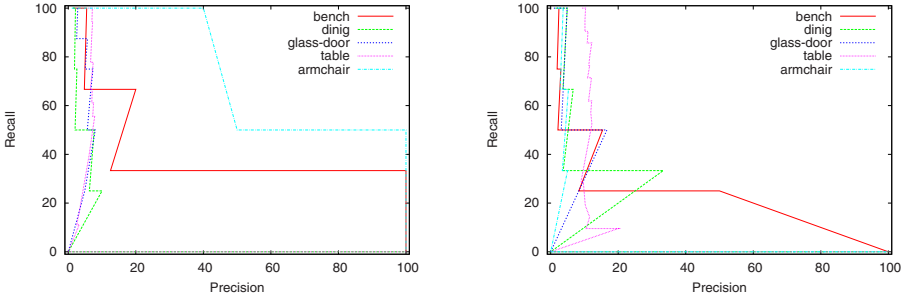 100
80
60
40
20
0
Recall
0 20 40 60 80 100
Precision
bench
dinig
glass-door
table
armchair
100
80
60
40
20
0
Recall
0 20 40 60 80 100
Precision
bench
dinig
glass-door
table
armchair